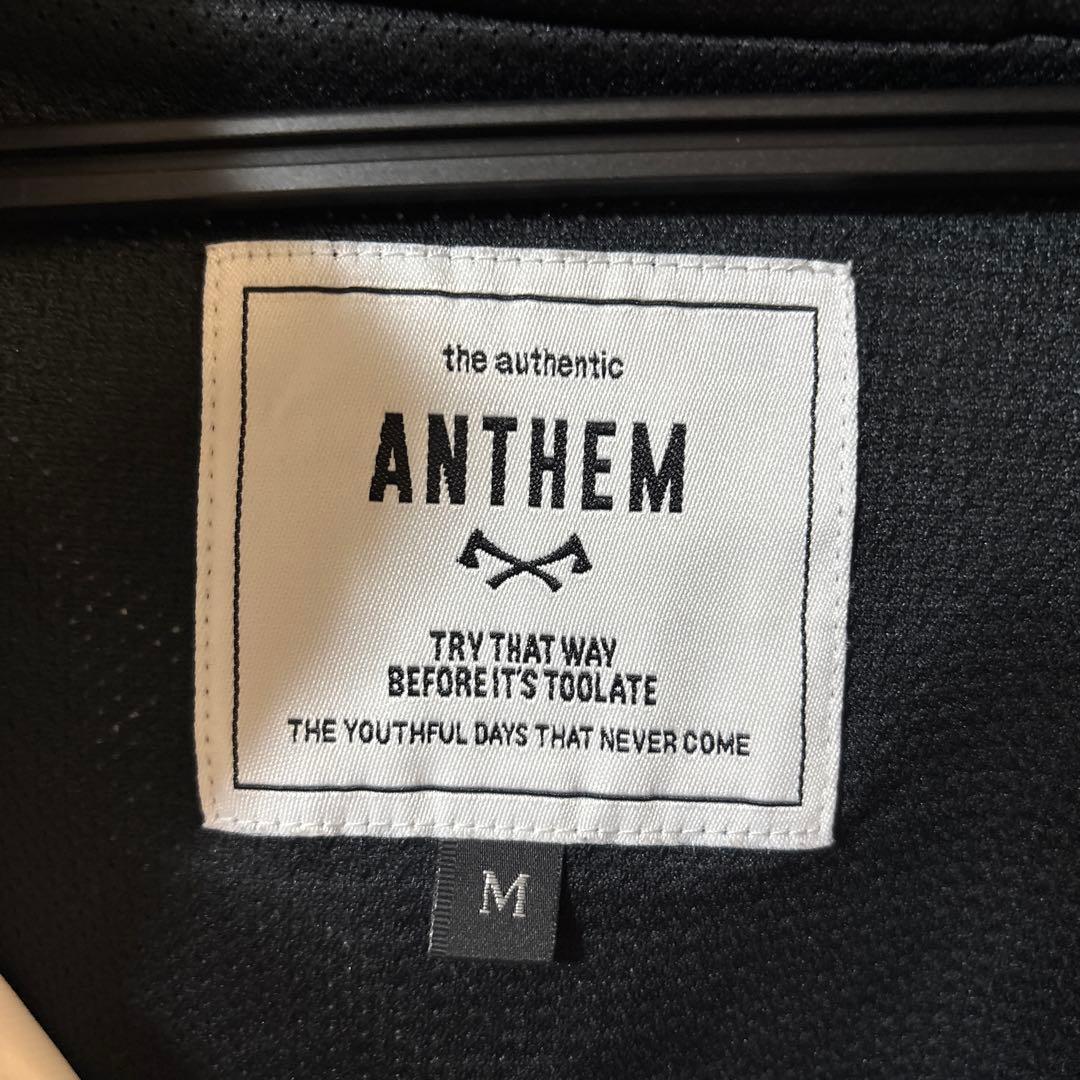 the authentic
ANTHEM
TRY THAT WAY
BEFORE IT'S TOOLATE
THE YOUTHFUL DAYS THAT NEVER COME
M